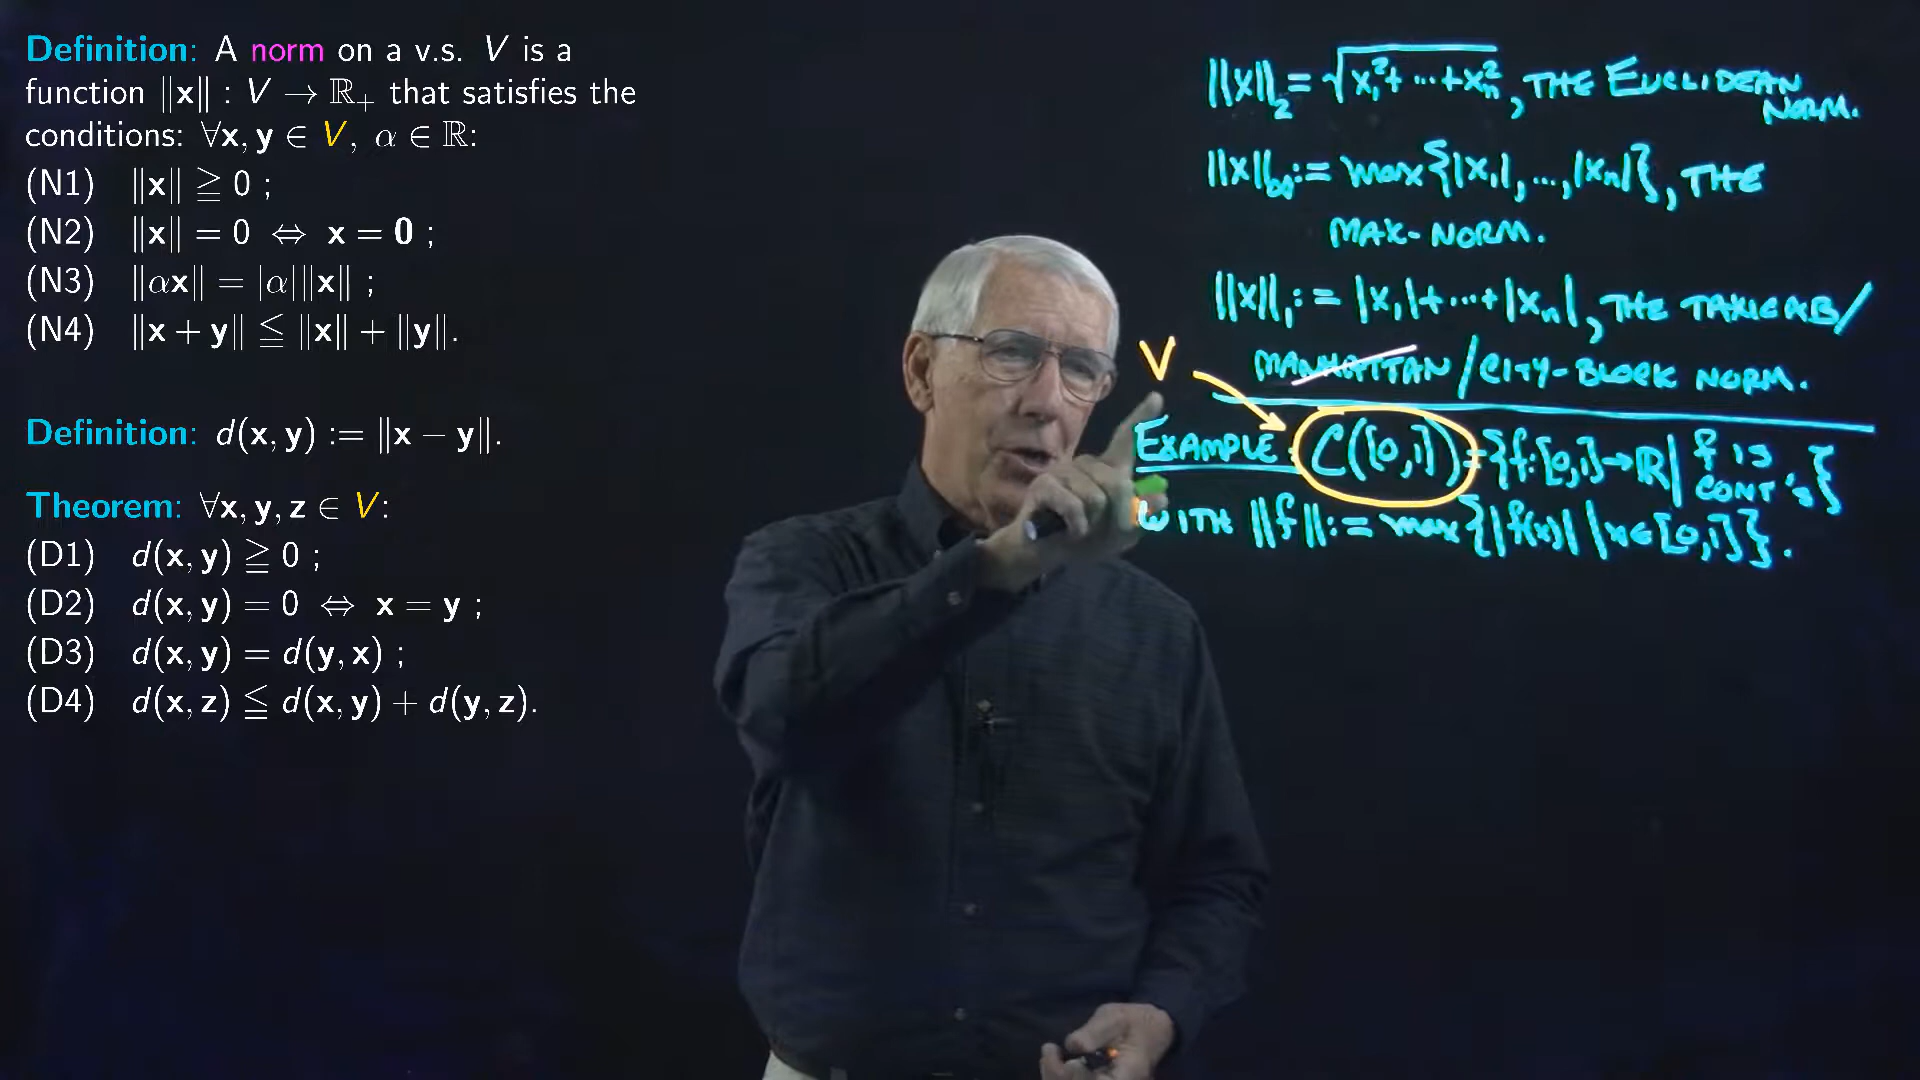 Definition: A norm on a v.s. V is a
function ‖x‖ : V → ℝ₊ that satisfies the
conditions: ∀x, y ∈ V, α ∈ ℝ:
(N1) ‖x‖ ≧ 0 ;
(N2) ‖x‖ = 0 ⇔ x = 0 ;
(N3) ‖αx‖ = |α|‖x‖ ;
(N4) ‖x + y‖ ≦ ‖x‖ + ‖y‖.
Definition: d(x, y) := ‖x − y‖.
Theorem: ∀x, y, z ∈ V:
(D1) d(x, y) ≧ 0 ;
(D2) d(x, y) = 0 ⇔ x = y ;
(D3) d(x, y) = d(y, x) ;
(D4) d(x, z) ≦ d(x, y) + d(y, z).
‖x‖₂ = √(x₁² + ··· + xₙ²), THE EUCLIDEAN
NORM.
‖x‖∞ := max{|x₁|, ..., |xₙ|}, THE
MAX-NORM.
‖x‖₁ := |x₁| + ··· + |xₙ|, THE TAXICAB/
MANHATTAN/CITY-BLOCK NORM.
V
EXAMPLE: C([0,1]) = {f:[0,1]→ℝ | f IS
CONT'S}
WITH ‖f‖ := max{|f(x)| | x∈[0,1]}.